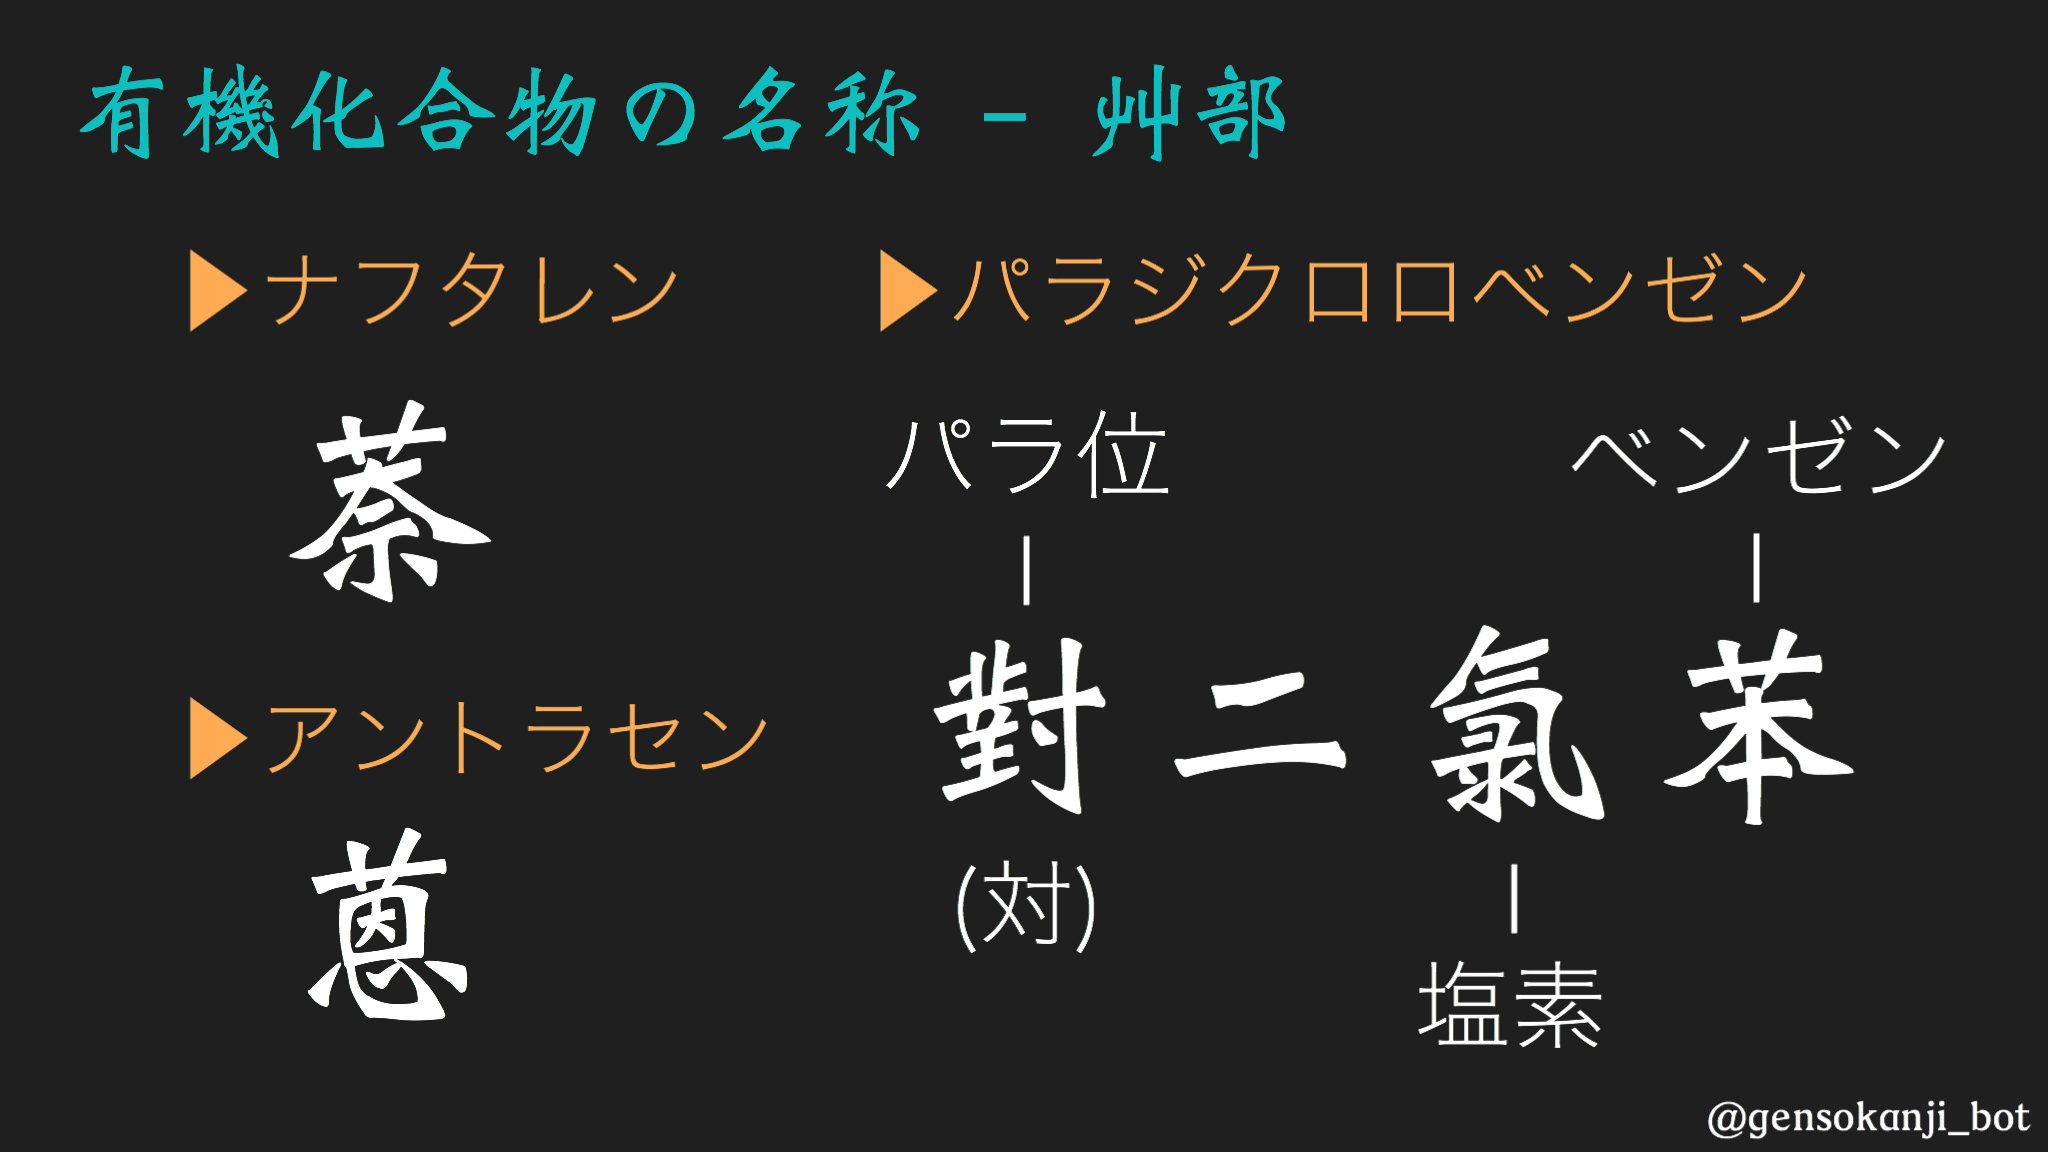 有機化合物の名称 - 艸部
▶ナフタレン
萘
▶アントラセン
蒽
▶パラジクロロベンゼン
パラ位
ベンゼン
對二氯苯
(対)
塩素
@gensokanji_bot